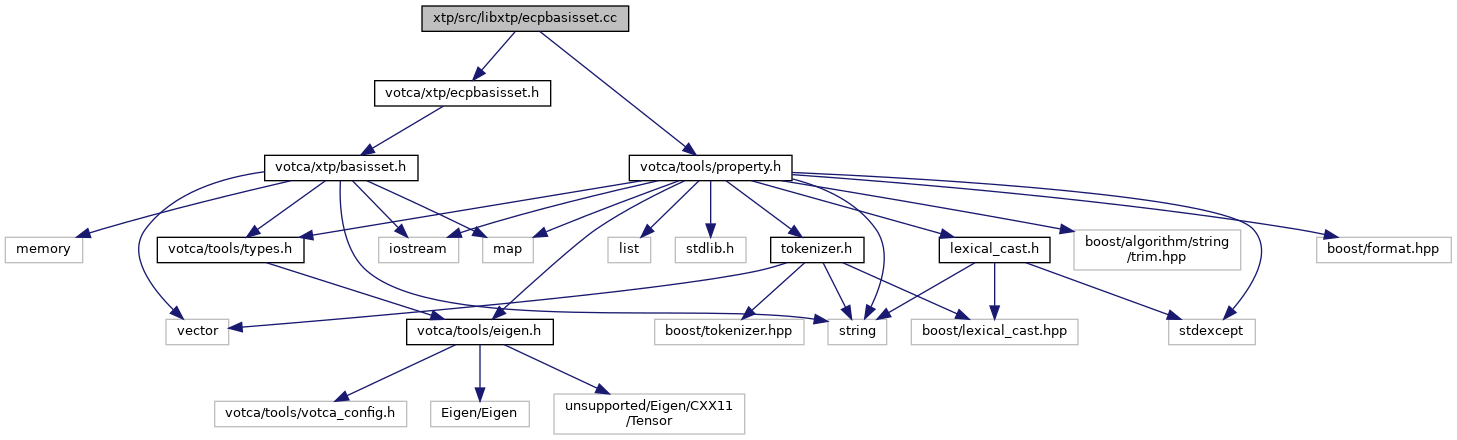 xtp/src/libxtp/ecpbasisset.cc
votca/xtp/ecpbasisset.h
votca/xtp/basisset.h
votca/tools/property.h
memory
votca/tools/types.h
iostream
map
list
stdlib.h
tokenizer.h
lexical_cast.h
boost/algorithm/string
/trim.hpp
boost/format.hpp
vector
votca/tools/eigen.h
boost/tokenizer.hpp
string
boost/lexical_cast.hpp
stdexcept
votca/tools/votca_config.h
Eigen/Eigen
unsupported/Eigen/CXX11
/Tensor